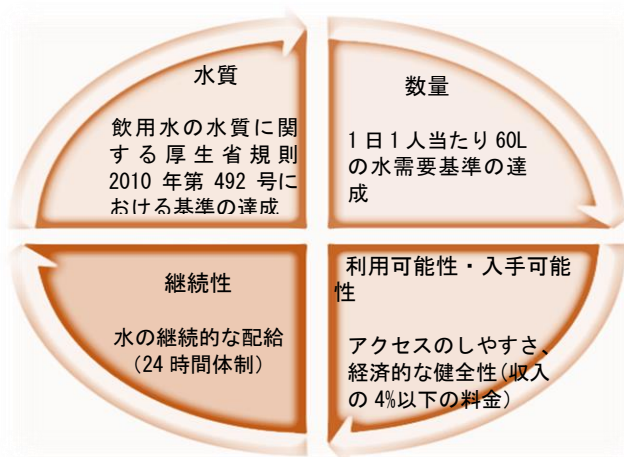 水質
飲用水の水質に関
する厚生省規則
2010 年第 492 号に
おける基準の達成
数量
1 日 1 人当たり 60L
の水需要基準の達
成
継続性
水の継続的な配給
（24 時間体制）
利用可能性・入手可能
性
アクセスのしやすさ、
経済的な健全性(収入
の 4%以下の料金)